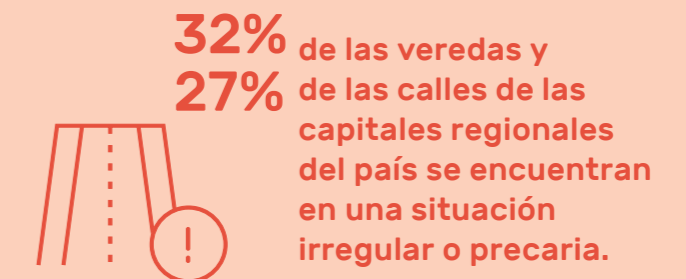 32% de las veredas y
27% de las calles de las
capitales regionales
del país se encuentran
en una situación
irregular o precaria.
!